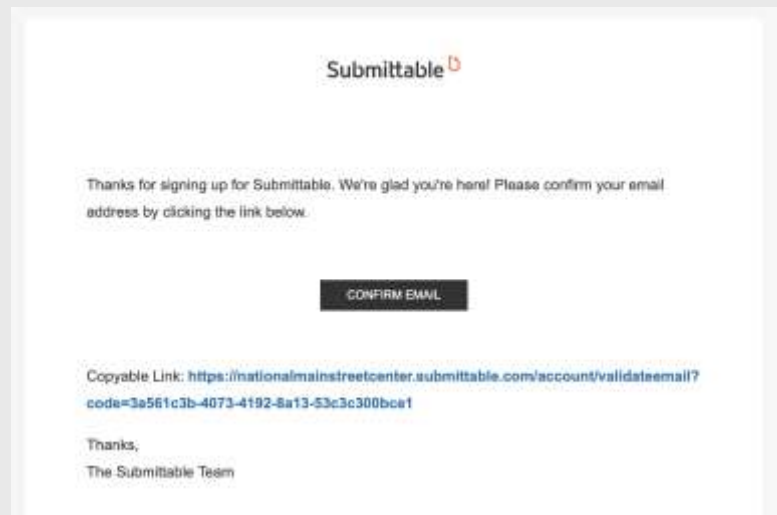 Submittable
Thanks for signing up for Submittable. We're glad you're here! Please confirm your email
address by clicking the link below.
CONFIRM EMAIL
Copyable Link: https://nationalmainstreetcenter.submittable.com/account/validateemail?
code=3a561c3b-4073-4192-8a13-53c3c300bce1
Thanks,
The Submittable Team